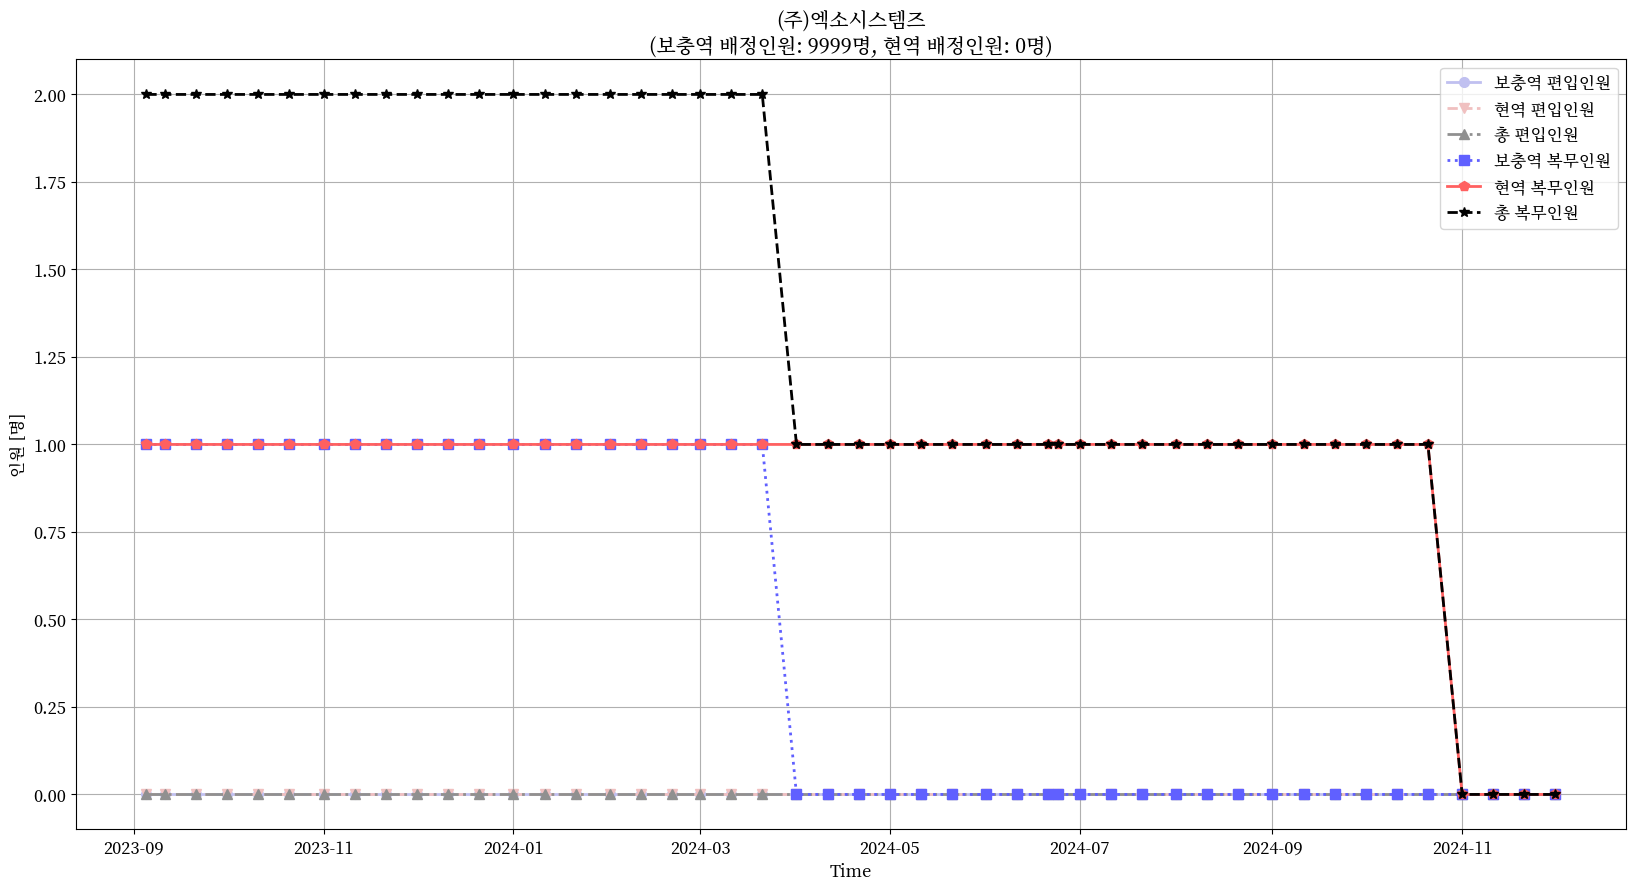 (주)엑소시스템즈
(보충역 배정인원: 9999명, 현역 배정인원: 0명)
보충역 편입인원
현역 편입인원
총 편입인원
보충역 복무인원
현역 복무인원
총 복무인원
인원 [명]
2.00
1.75
1.50
1.25
1.00
0.75
0.50
0.25
0.00
2023-09 2023-11 2024-01 2024-03 2024-05 2024-07 2024-09 2024-11
Time